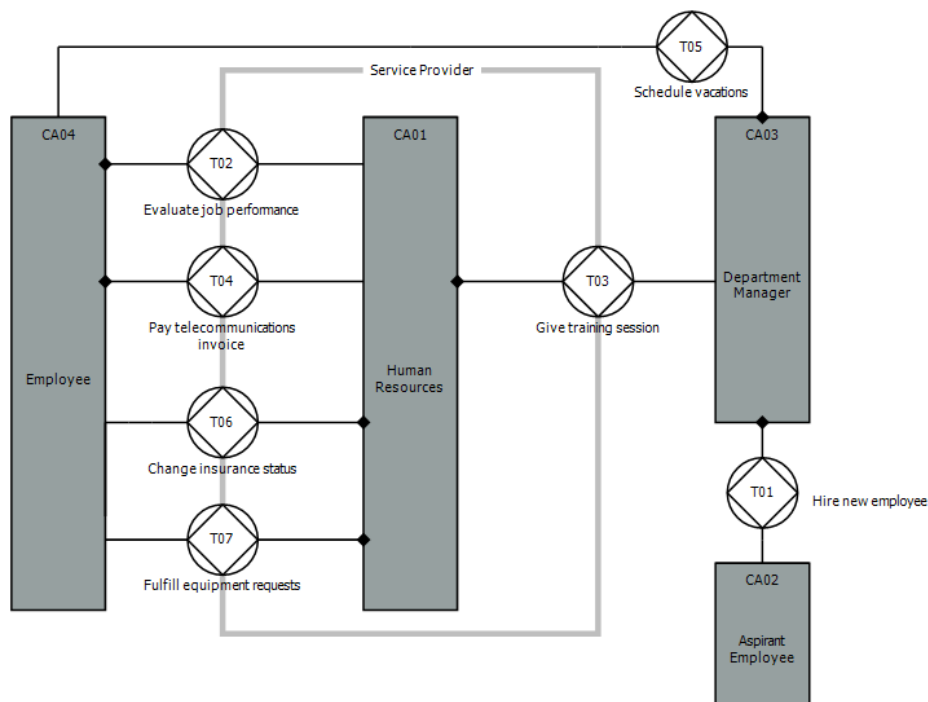 T05
Schedule vacations
Service Provider
CA04
CA01
CA03
T02
Evaluate job performance
T04
Pay telecommunications
invoice
T03
Give training session
Department
Manager
Employee
Human
Resources
T06
Change insurance status
T01
Hire new employee
T07
Fulfill equipment requests
CA02
Aspirant
Employee